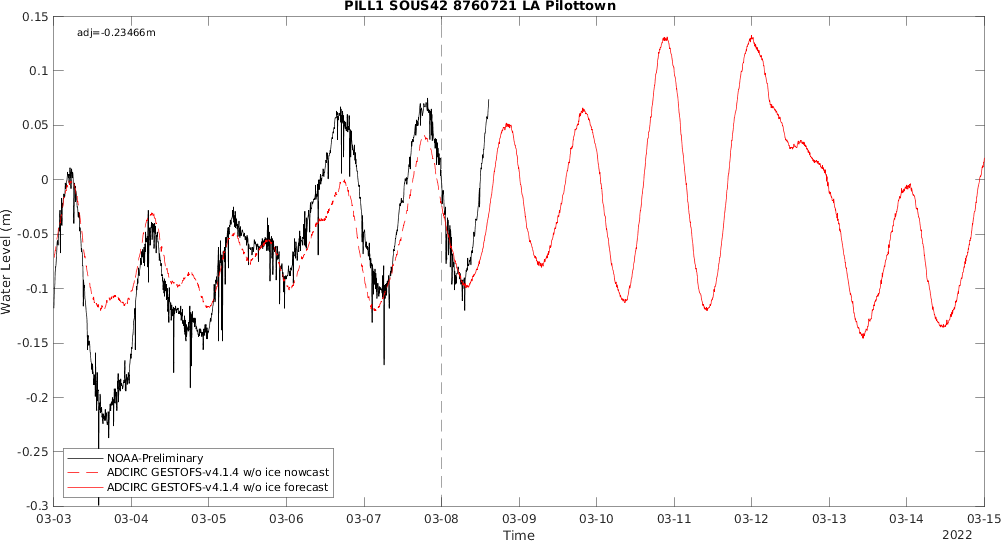 PILL1 SOUS42 8760721 LA Pilottown
adj=-0.23466m
0.15
0.1
0.05
0
-0.05
-0.1
-0.15
-0.2
-0.25
-0.3
Water Level (m)
NOAA-Preliminary
ADCIRC GESTOFS-v4.1.4 w/o ice nowcast
ADCIRC GESTOFS-v4.1.4 w/o ice forecast
03-03 03-04 03-05 03-06 03-07 03-08 03-09 03-10 03-11 03-12 03-13 03-14 03-15
Time
2022